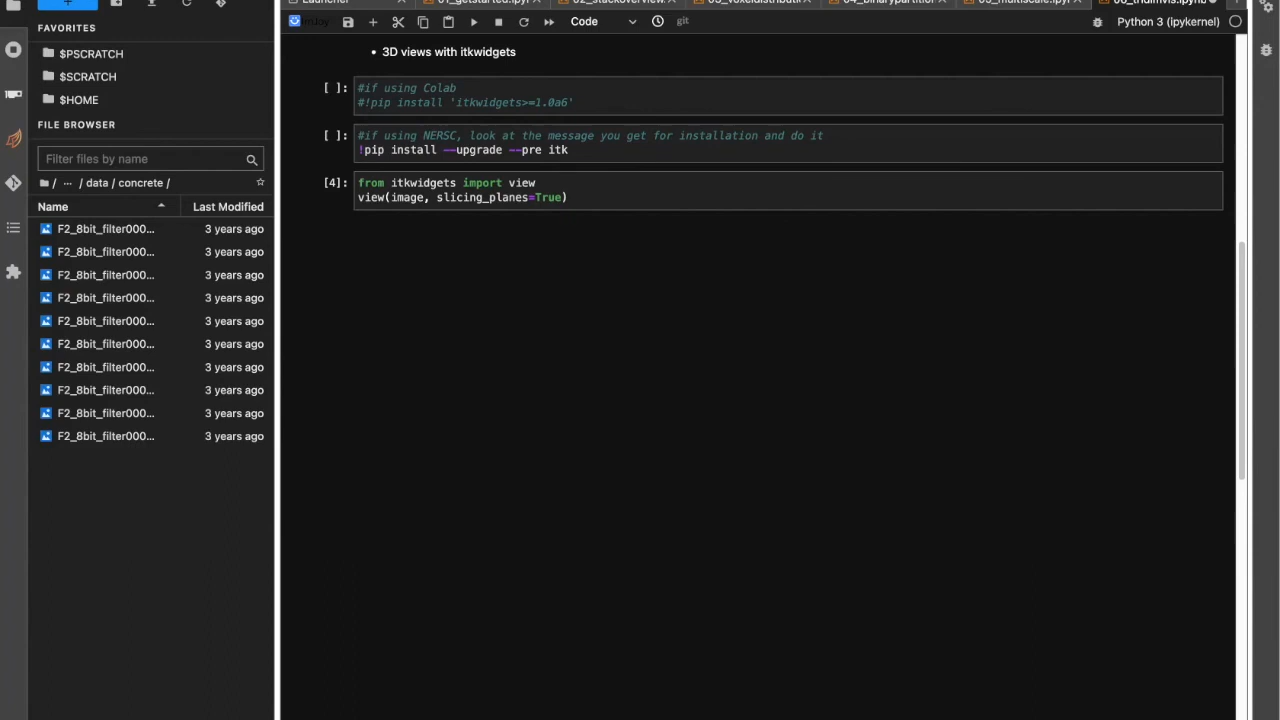 FAVORITES
$PSCRATCH
$SCRATCH
$HOME
FILE BROWSER
Filter files by name
/ ··· / data / concrete /
Name Last Modified
F2_8bit_filter000... 3 years ago
F2_8bit_filter000... 3 years ago
F2_8bit_filter000... 3 years ago
F2_8bit_filter000... 3 years ago
F2_8bit_filter000... 3 years ago
F2_8bit_filter000... 3 years ago
F2_8bit_filter000... 3 years ago
F2_8bit_filter000... 3 years ago
F2_8bit_filter000... 3 years ago
F2_8bit_filter000... 3 years ago
Code git Python 3 (ipykernel)
• 3D views with itkwidgets
[ ]: #if using Colab
#!pip install 'itkwidgets>=1.0a6'
[ ]: #if using NERSC, look at the message you get for installation and do it
!pip install --upgrade --pre itk
[4]: from itkwidgets import view
view(image, slicing_planes=True)